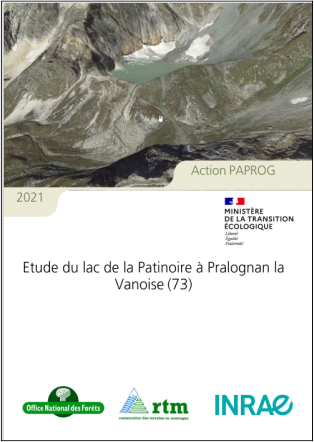 Action PAPROG
2021
MINISTÈRE
DE LA TRANSITION
ÉCOLOGIQUE
Liberté
Égalité
Fraternité
Etude du lac de la Patinoire à Pralognan la
Vanoise (73)
Office National des Forêts
rtm
restauration des terrains en montagne
INRAE